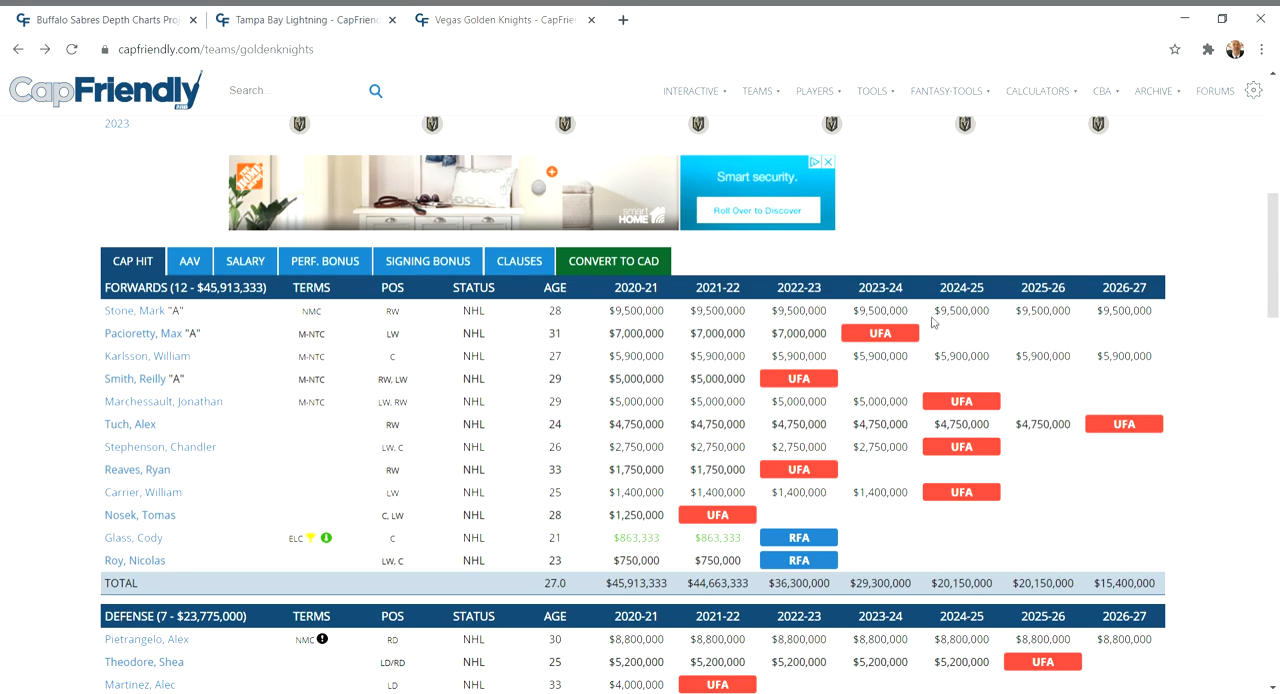 Buffalo Sabres Depth Charts Proj Tampa Bay Lightning - CapFriend Vegas Golden Knights - CapFrie
capfriendly.com/teams/goldenknights
CapFriendly Search... INTERACTIVE TEAMS PLAYERS TOOLS FANTASY-TOOLS CALCULATORS CBA ARCHIVE FORUMS
2023
Smart security.
Roll Over to Discover
smart HOME
CAP HIT AAV SALARY PERF. BONUS SIGNING BONUS CLAUSES CONVERT TO CAD
FORWARDS (12 - $45,913,333) TERMS POS STATUS AGE 2020-21 2021-22 2022-23 2023-24 2024-25 2025-26 2026-27
Stone, Mark "A" NMC RW NHL 28 $9,500,000 $9,500,000 $9,500,000 $9,500,000 $9,500,000 $9,500,000 $9,500,000
Pacioretty, Max "A" M-NTC LW NHL 31 $7,000,000 $7,000,000 $7,000,000 UFA
Karlsson, William M-NTC C NHL 27 $5,900,000 $5,900,000 $5,900,000 $5,900,000 $5,900,000 $5,900,000 $5,900,000
Smith, Reilly "A" M-NTC RW, LW NHL 29 $5,000,000 $5,000,000 UFA
Marchessault, Jonathan M-NTC LW, RW NHL 29 $5,000,000 $5,000,000 $5,000,000 $5,000,000 UFA
Tuch, Alex RW NHL 24 $4,750,000 $4,750,000 $4,750,000 $4,750,000 $4,750,000 $4,750,000 UFA
Stephenson, Chandler LW, C NHL 26 $2,750,000 $2,750,000 $2,750,000 $2,750,000 UFA
Reaves, Ryan RW NHL 33 $1,750,000 $1,750,000 UFA
Carrier, William LW NHL 25 $1,400,000 $1,400,000 $1,400,000 $1,400,000 UFA
Nosek, Tomas C, LW NHL 28 $1,250,000 UFA
Glass, Cody ELC C NHL 21 $863,333 $863,333 RFA
Roy, Nicolas LW, C NHL 23 $750,000 $750,000 RFA
TOTAL 27.0 $45,913,333 $44,663,333 $36,300,000 $29,300,000 $20,150,000 $20,150,000 $15,400,000
DEFENSE (7 - $23,775,000) TERMS POS STATUS AGE 2020-21 2021-22 2022-23 2023-24 2024-25 2025-26 2026-27
Pietrangelo, Alex NMC RD NHL 30 $8,800,000 $8,800,000 $8,800,000 $8,800,000 $8,800,000 $8,800,000 $8,800,000
Theodore, Shea LD/RD NHL 25 $5,200,000 $5,200,000 $5,200,000 $5,200,000 $5,200,000 UFA
Martinez, Alec LD NHL 33 $4,000,000 UFA